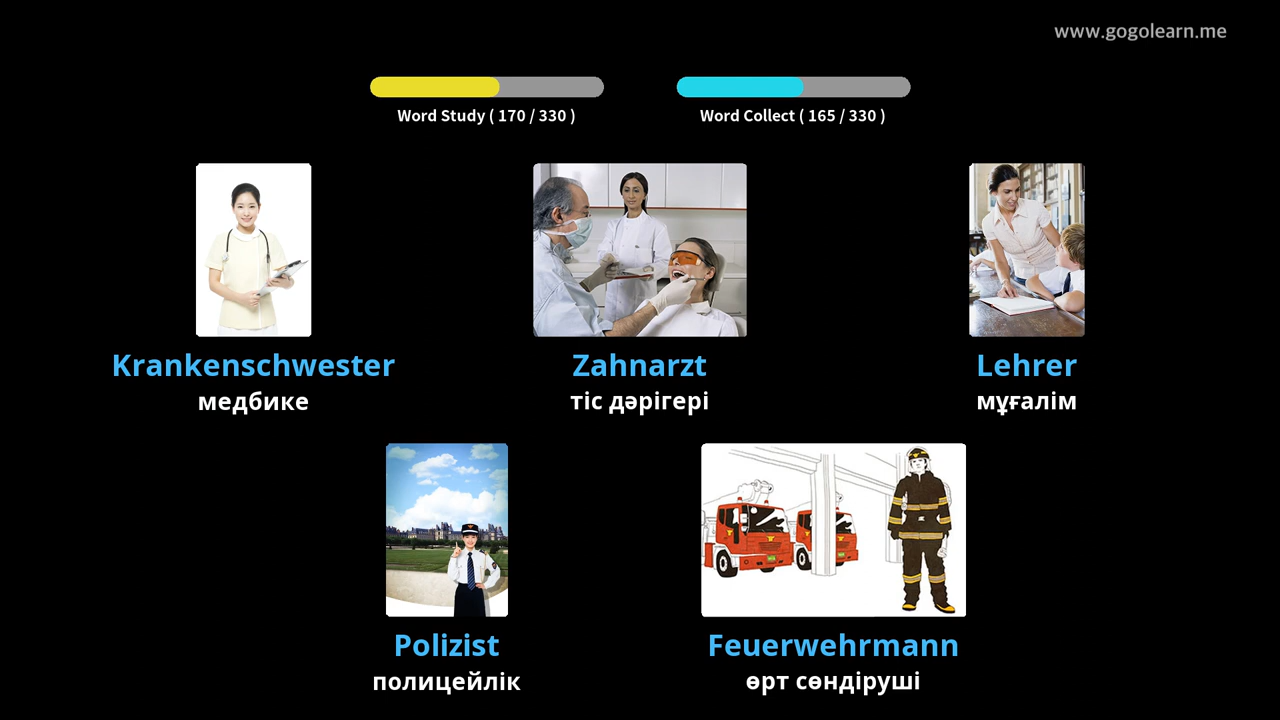 www.gogolearn.me
Word Study ( 170 / 330 )
Word Collect ( 165 / 330 )
Krankenschwester
медбике
Zahnarzt
тіс дәрігері
Lehrer
мұғалім
Polizist
полицейлік
Feuerwehrmann
өрт сөндіруші